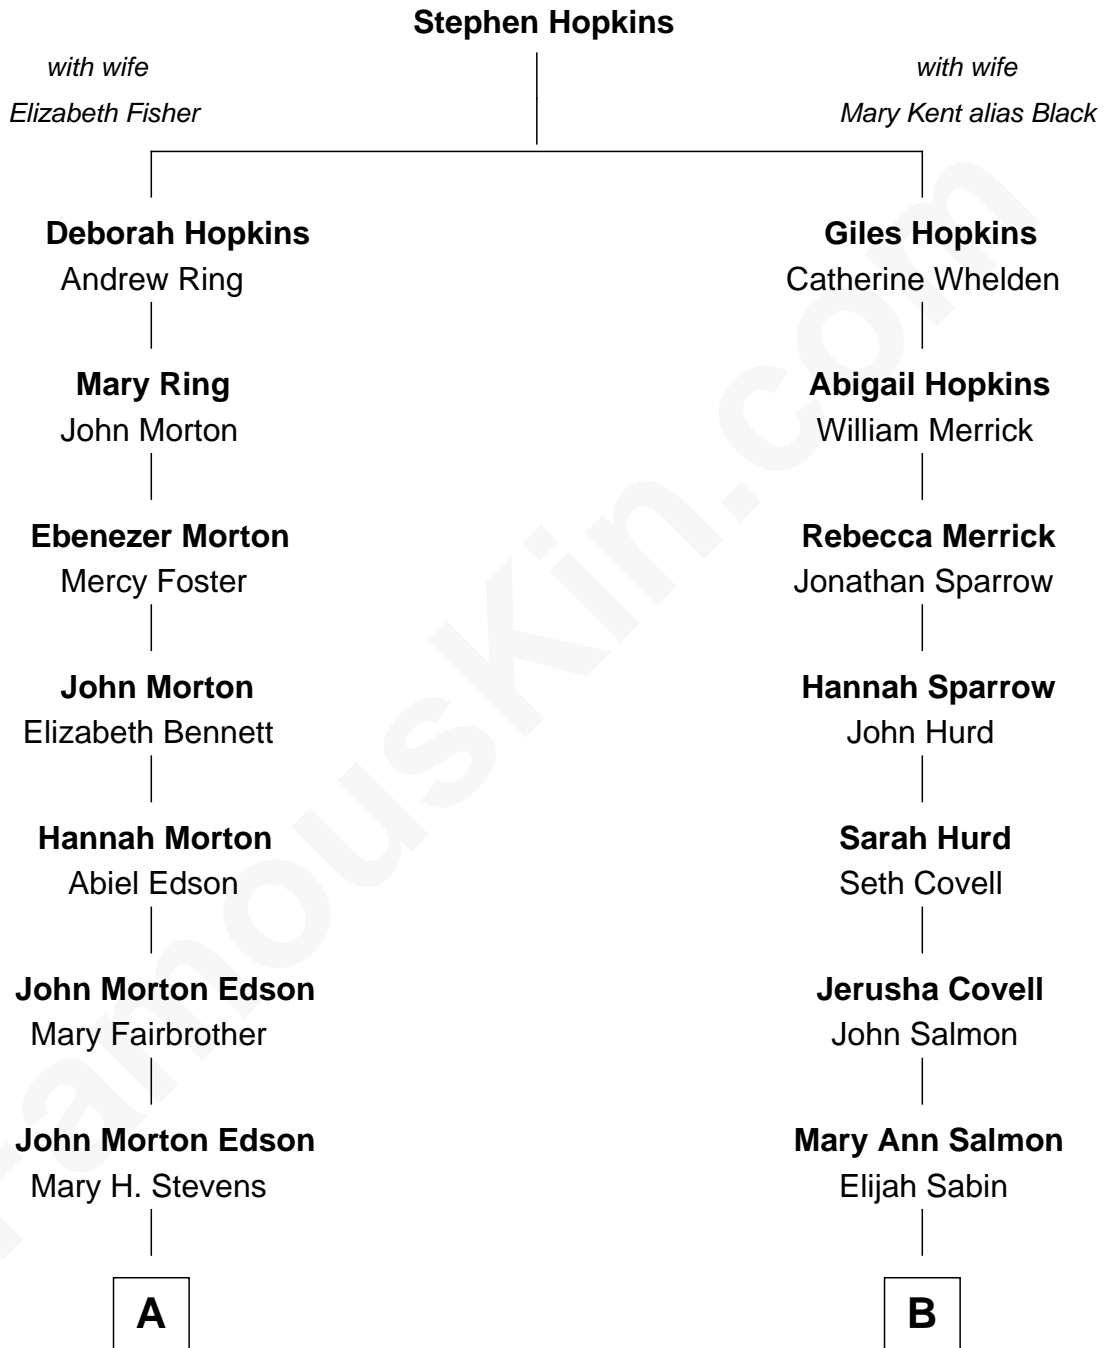 Stephen Hopkins
with wife
Elizabeth Fisher
with wife
Mary Kent alias Black
Deborah Hopkins
Andrew Ring
Giles Hopkins
Catherine Whelden
Mary Ring
John Morton
Abigail Hopkins
William Merrick
Ebenezer Morton
Mercy Foster
Rebecca Merrick
Jonathan Sparrow
John Morton
Elizabeth Bennett
Hannah Sparrow
John Hurd
Hannah Morton
Abiel Edson
Sarah Hurd
Seth Covell
John Morton Edson
Mary Fairbrother
Jerusha Covell
John Salmon
John Morton Edson
Mary H. Stevens
Mary Ann Salmon
Elijah Sabin
A
B
FamousKin.com